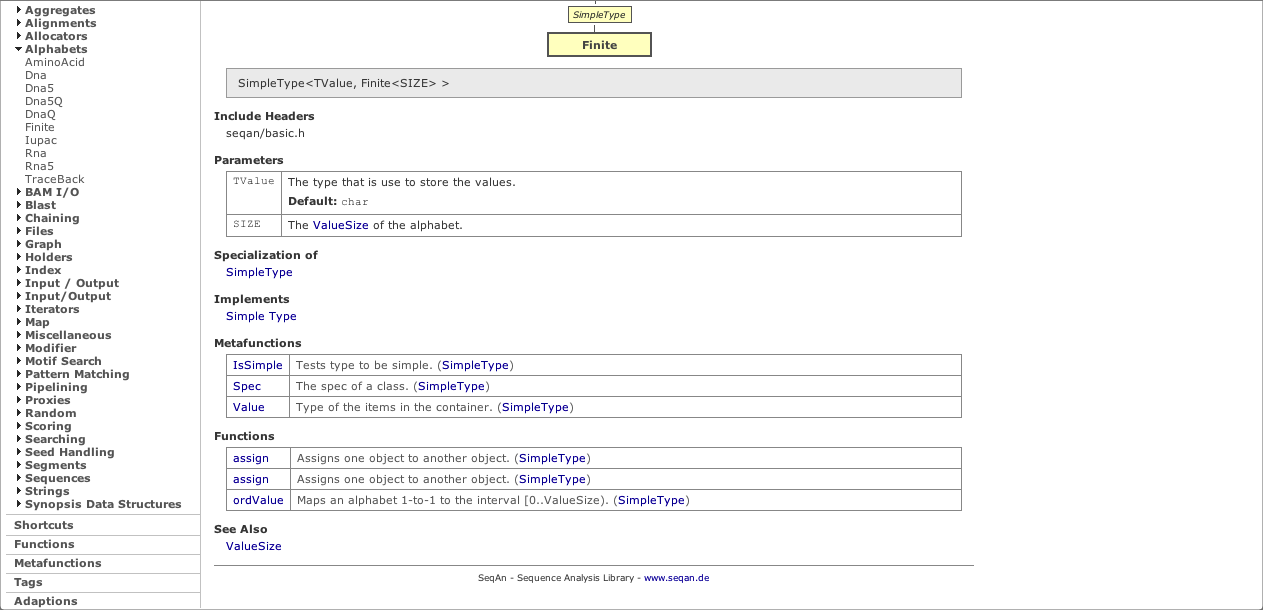 Aggregates
Alignments
Allocators
Alphabets
AminoAcid
Dna
Dna5
Dna5Q
DnaQ
Finite
Iupac
Rna
Rna5
TraceBack
BAM I/O
Blast
Chaining
Files
Graph
Holders
Index
Input / Output
Input/Output
Iterators
Map
Miscellaneous
Modifier
Motif Search
Pattern Matching
Pipelining
Proxies
Random
Scoring
Searching
Seed Handling
Segments
Sequences
Strings
Synopsis Data Structures
Shortcuts
Functions
Metafunctions
Tags
Adaptions
SimpleType
Finite
SimpleType<TValue, Finite<SIZE> >
Include Headers
seqan/basic.h
Parameters
TValue The type that is use to store the values.
Default: char
SIZE The ValueSize of the alphabet.
Specialization of
SimpleType
Implements
Simple Type
Metafunctions
IsSimple Tests type to be simple. (SimpleType)
Spec The spec of a class. (SimpleType)
Value Type of the items in the container. (SimpleType)
Functions
assign Assigns one object to another object. (SimpleType)
assign Assigns one object to another object. (SimpleType)
ordValue Maps an alphabet 1-to-1 to the interval [0..ValueSize). (SimpleType)
See Also
ValueSize
SeqAn - Sequence Analysis Library - www.seqan.de